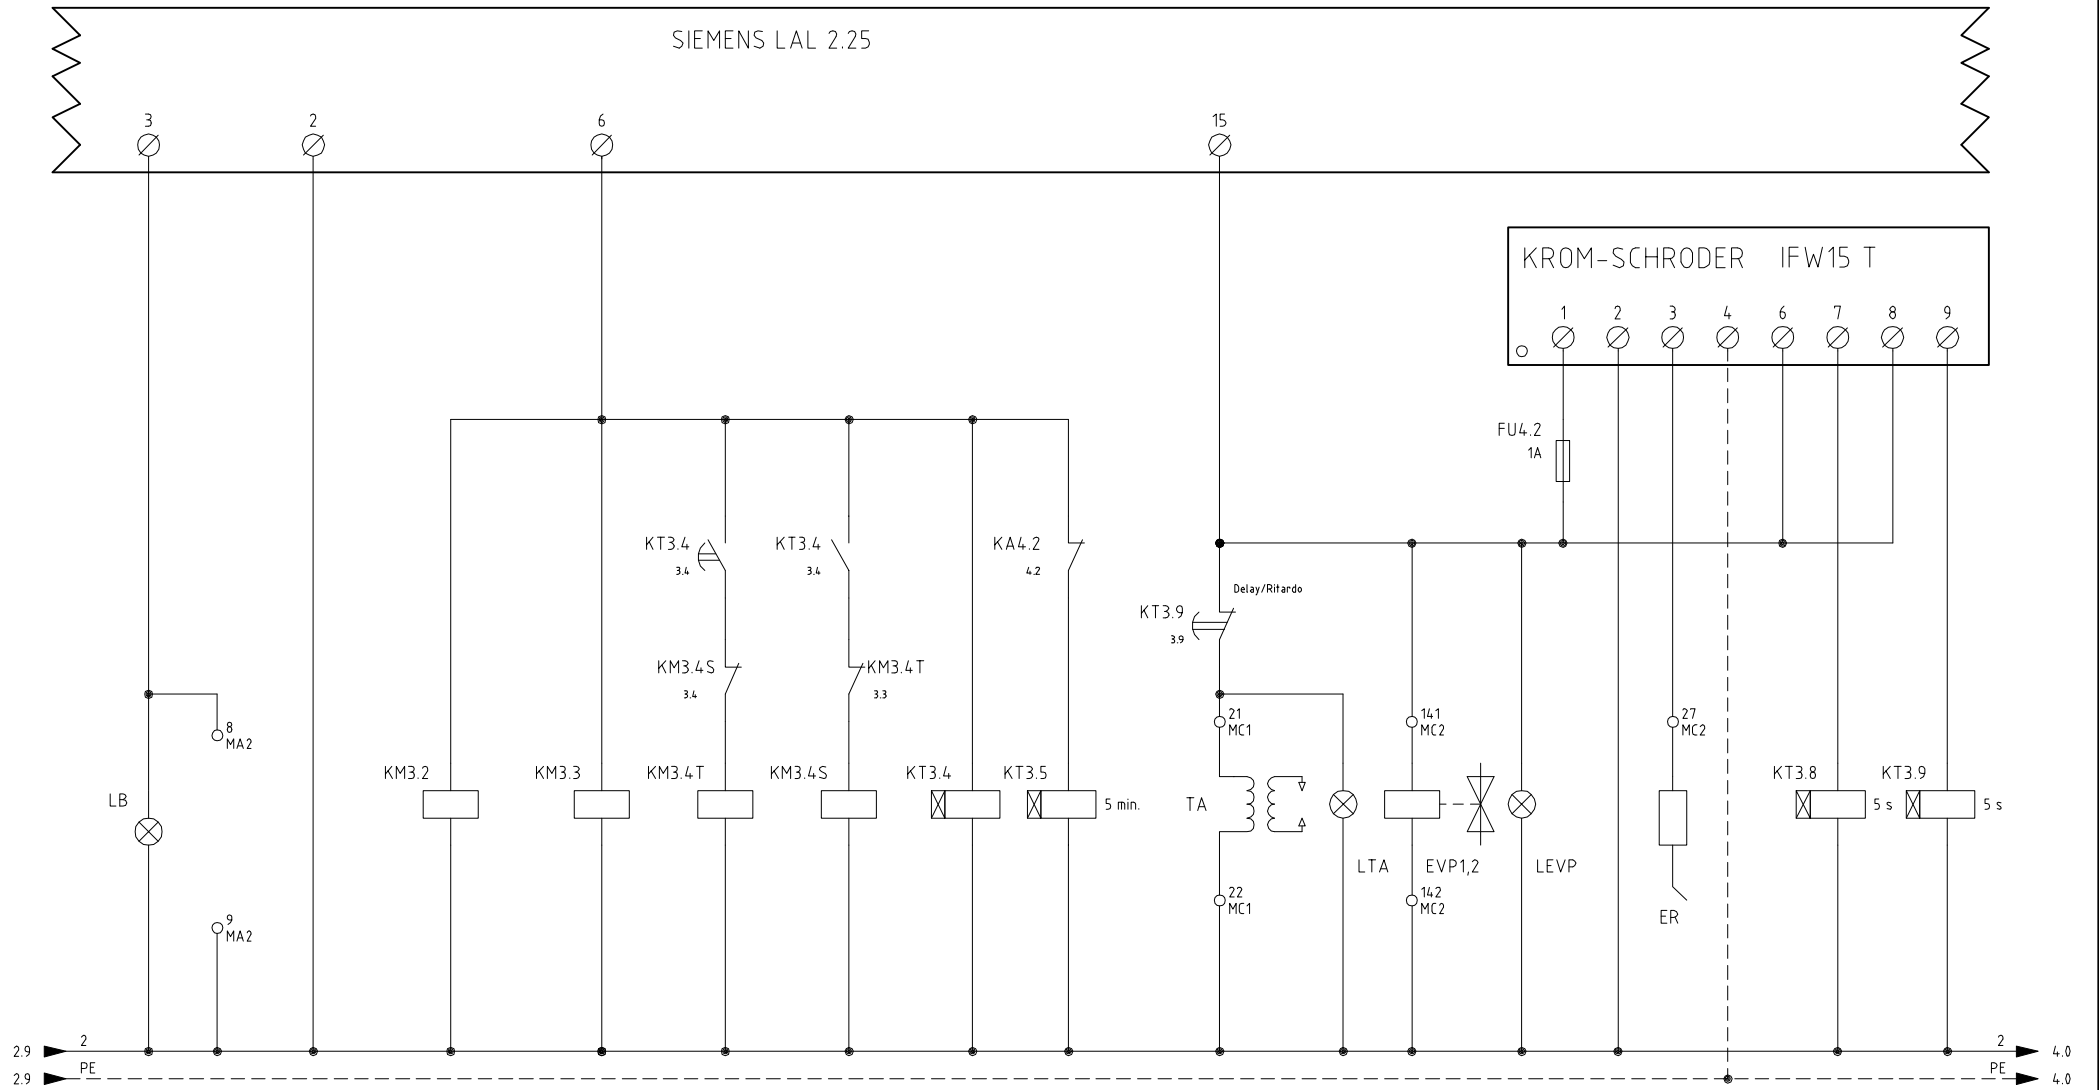 SIEMENS LAL 2.25
3
2
6
15
KROM-SCHRODER IFW15 T
1 2 3 4 6 7 8 9
FU4.2
1A
KT3.4
3.4
KT3.4
3.4
KA4.2
4.2
Delay/Ritardo
KT3.9
3.9
KM3.4S
3.4
KM3.4T
3.3
8
MA2
21
MC1
141
MC2
27
MC2
LB
KM3.2
KM3.3
KM3.4T
KM3.4S
KT3.4
KT3.5
5 min.
TA
KT3.8
5 s
KT3.9
5 s
LTA
EVP1,2
LEVP
22
MC1
142
MC2
ER
9
MA2
2.9
2
2
4.0
2.9
PE
PE
4.0